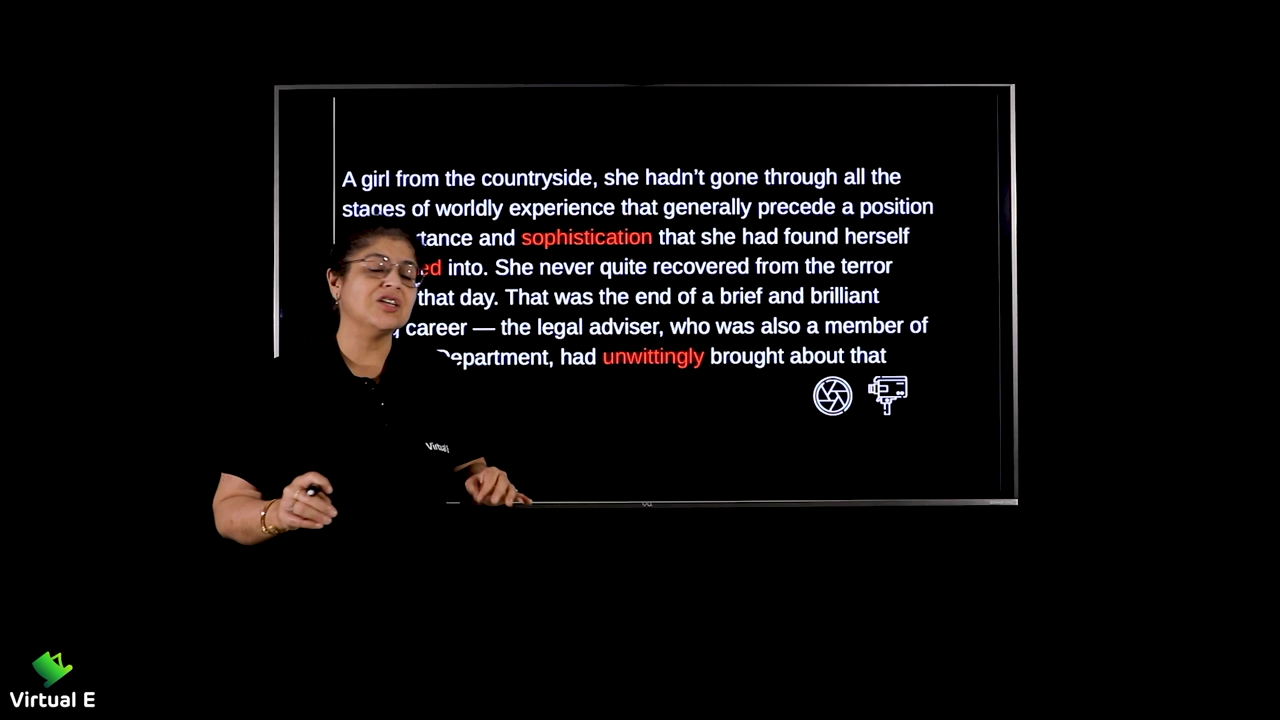 A girl from the countryside, she hadn’t gone through all the
stages of worldly experience that generally precede a position
and sophistication that she had found herself
into. She never quite recovered from the terror
that day. That was the end of a brief and brilliant
career — the legal adviser, who was also a member of
Department, had unwittingly brought about that
Virtual E
Virtual E